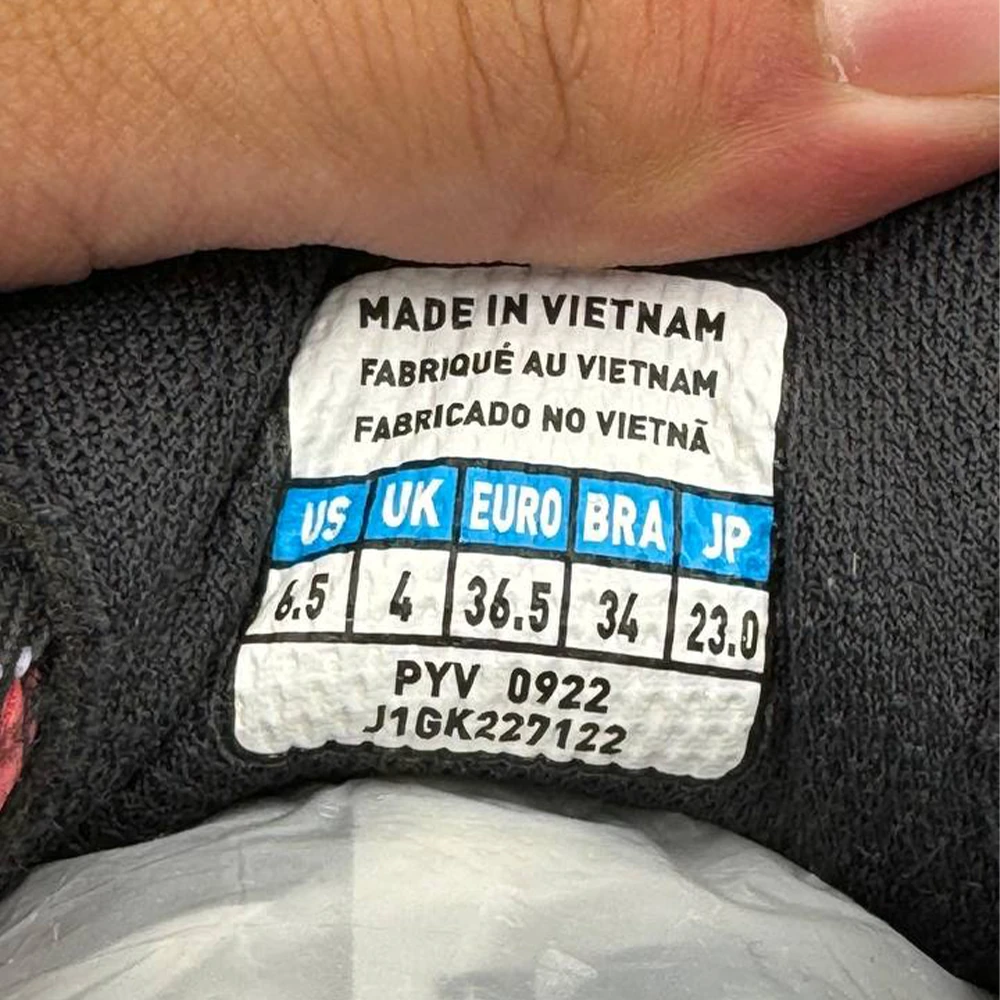 MADE IN VIETNAM
FABRIQUÉ AU VIETNAM
FABRICADO NO VIETNÃ
US UK EURO BRA JP
6.5 4 36.5 34 23.0
PYV 0922
J1GK227122